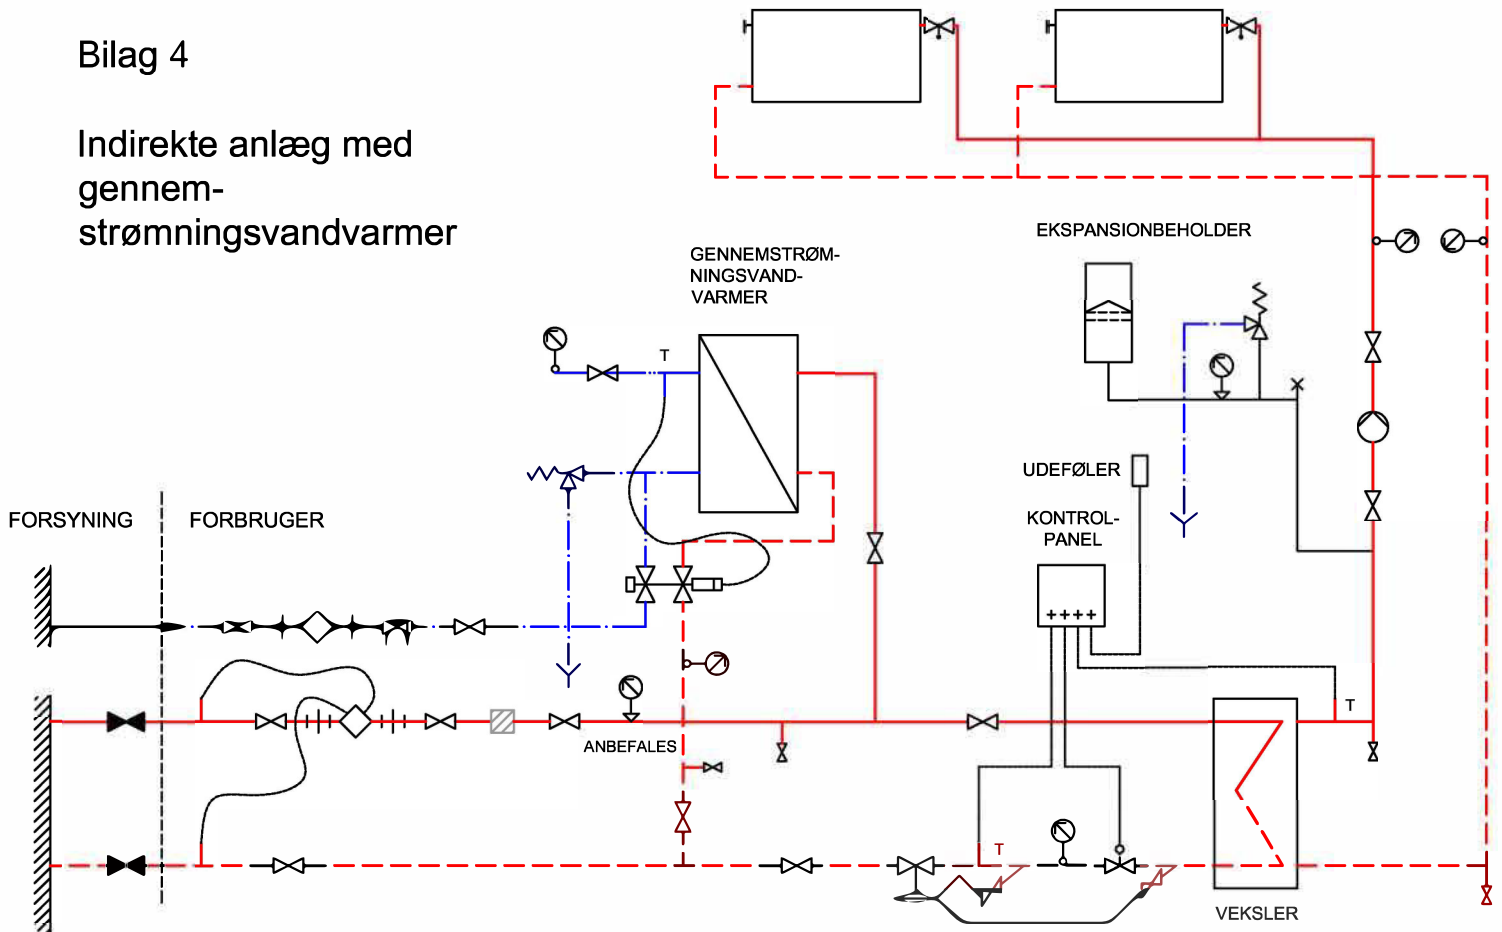 Bilag 4
Indirekte anlæg med
gennem-
strømningsvandvarmer
EKSPANSIONBEHOLDER
GENNEMSTRØM-
NINGSVAND-
VARMER
T
UDEFØLER
KONTROL-
PANEL
FORSYNING
FORBRUGER
T
ANBEFALES
T
VEKSLER